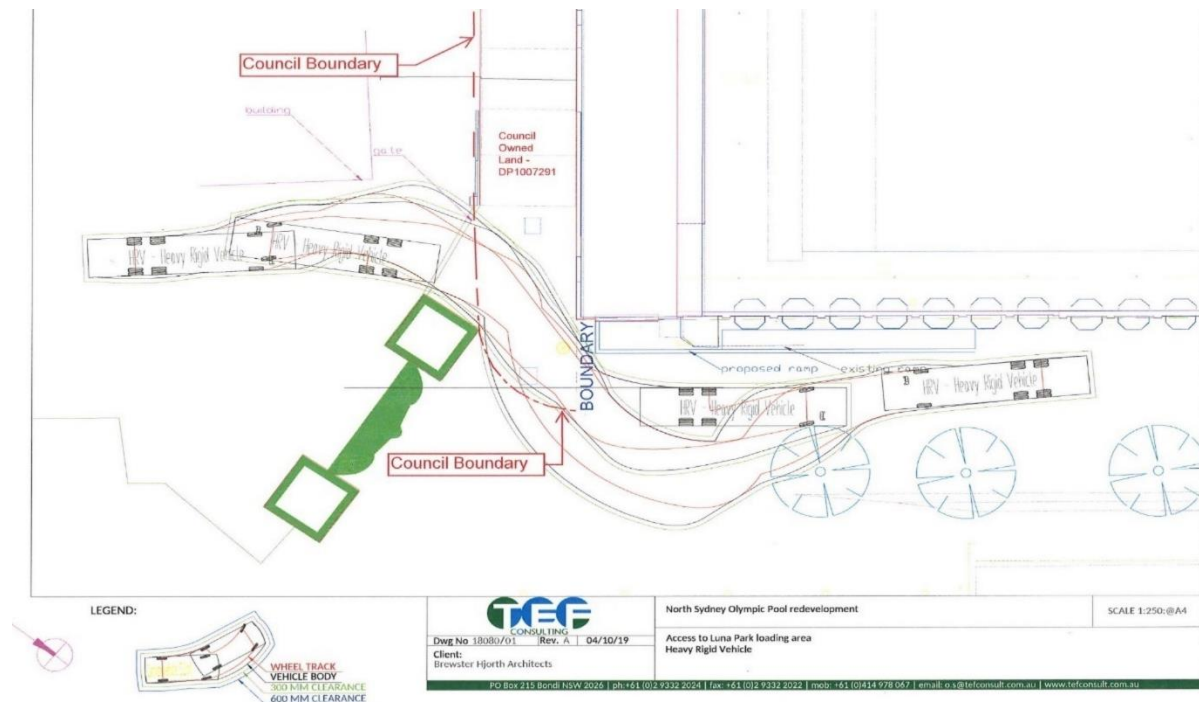 Council Boundary
building
gate
Council
Owned
Land -
DP1007291
HRV - Heavy Rigid Vehicle
HRV - Heavy Rigid Vehicle
BOUNDARY
proposed ramp
existing ramp
HRV - Heavy Rigid Vehicle
HRV - Heavy Rigid Vehicle
Council Boundary
LEGEND:
WHEEL TRACK
VEHICLE BODY
300 MM CLEARANCE
600 MM CLEARANCE
TEF
CONSULTING
Dwg No 18080/01 Rev. A 04/10/19
Client:
Brewster Hjorth Architects
North Sydney Olympic Pool redevelopment
SCALE 1:250;@A4
Access to Luna Park loading area
Heavy Rigid Vehicle
PO Box 215 Bondi NSW 2026 | ph:+61 (0)2 9332 2024 | fax: +61 (0)2 9332 2022 | mob: +61 (0)414 978 067 | email: o.s@tefconsult.com.au | www.tefconsult.com.au